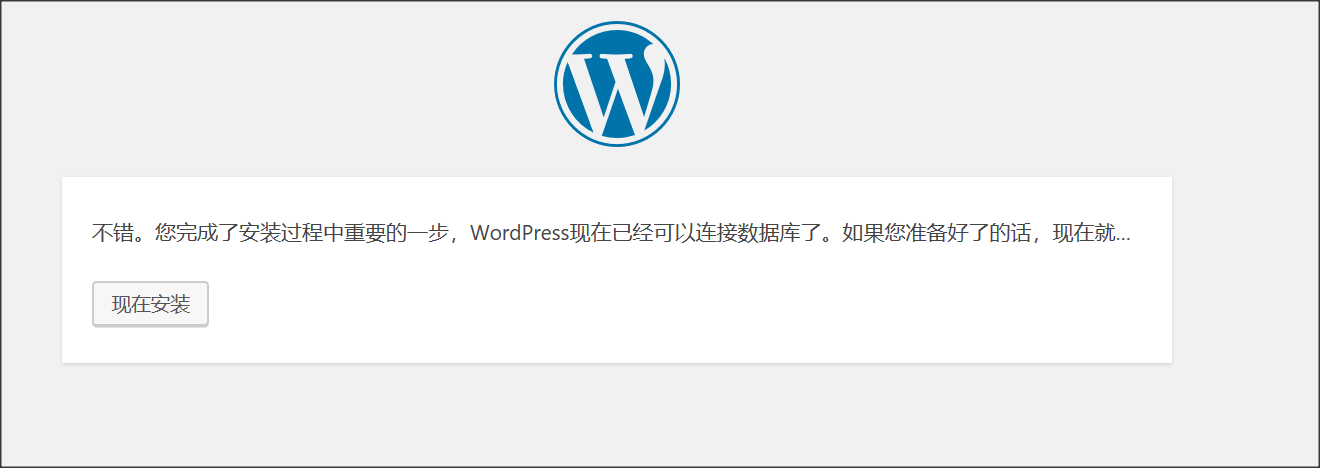 不错。您完成了安装过程中重要的一步，WordPress现在已经可以连接数据库了。如果您准备好了的话，现在就…
现在安装